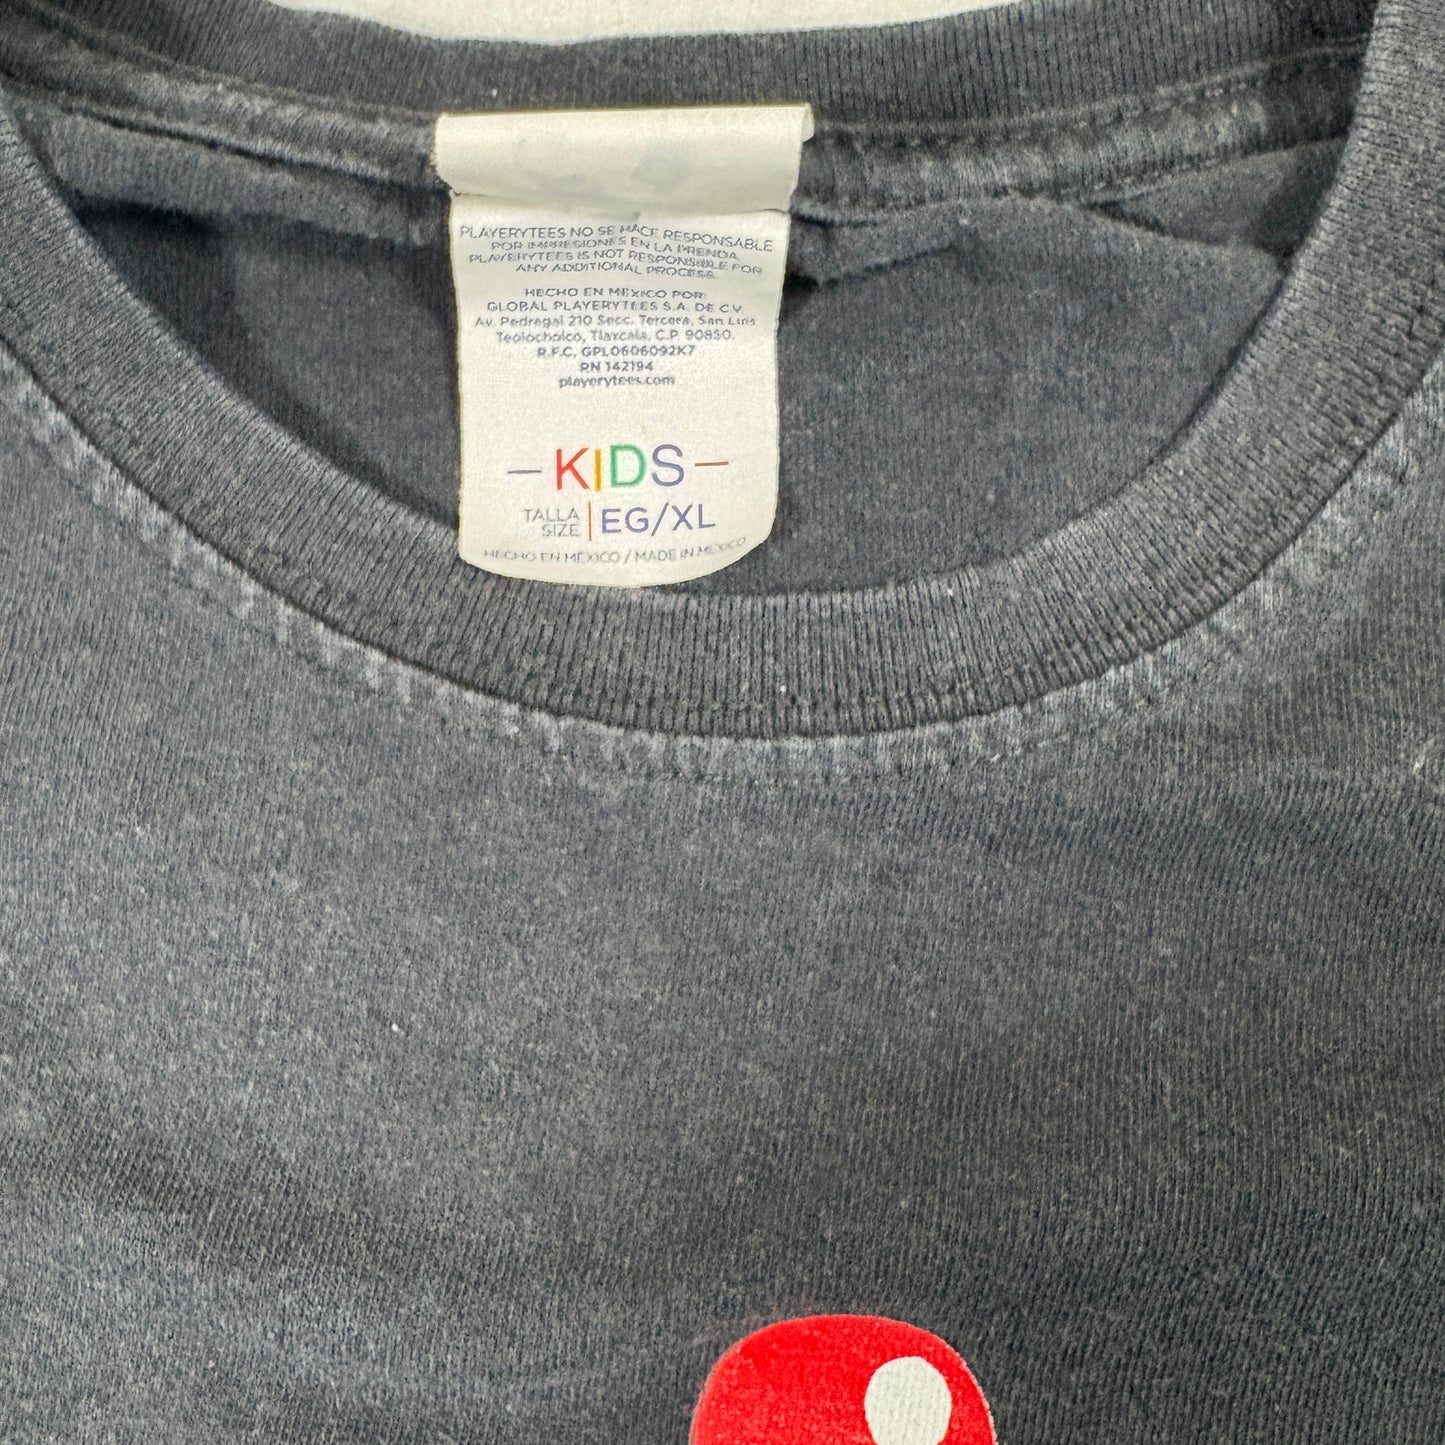 PLAYERYTEES NO SE HACE RESPONSABLE
POR IMPRESIONES EN LA PRENDA
PLAYERYTEES IS NOT RESPONSIBLE FOR
ANY ADDITIONAL PROCESS
HECHO EN MEXICO POR:
GLOBAL PLAYERYTEES S.A. DE C.V.
Av. Pedregal 210 Secc. Tercera, San Luis
Teolocholco, Tlaxcala, C.P. 90850.
R.F.C. GPL0606092K7
RN 142194
playerytees.com
KIDS
TALLA
SIZE
EG/XL
HECHO EN MEXICO / MADE IN MEXICO